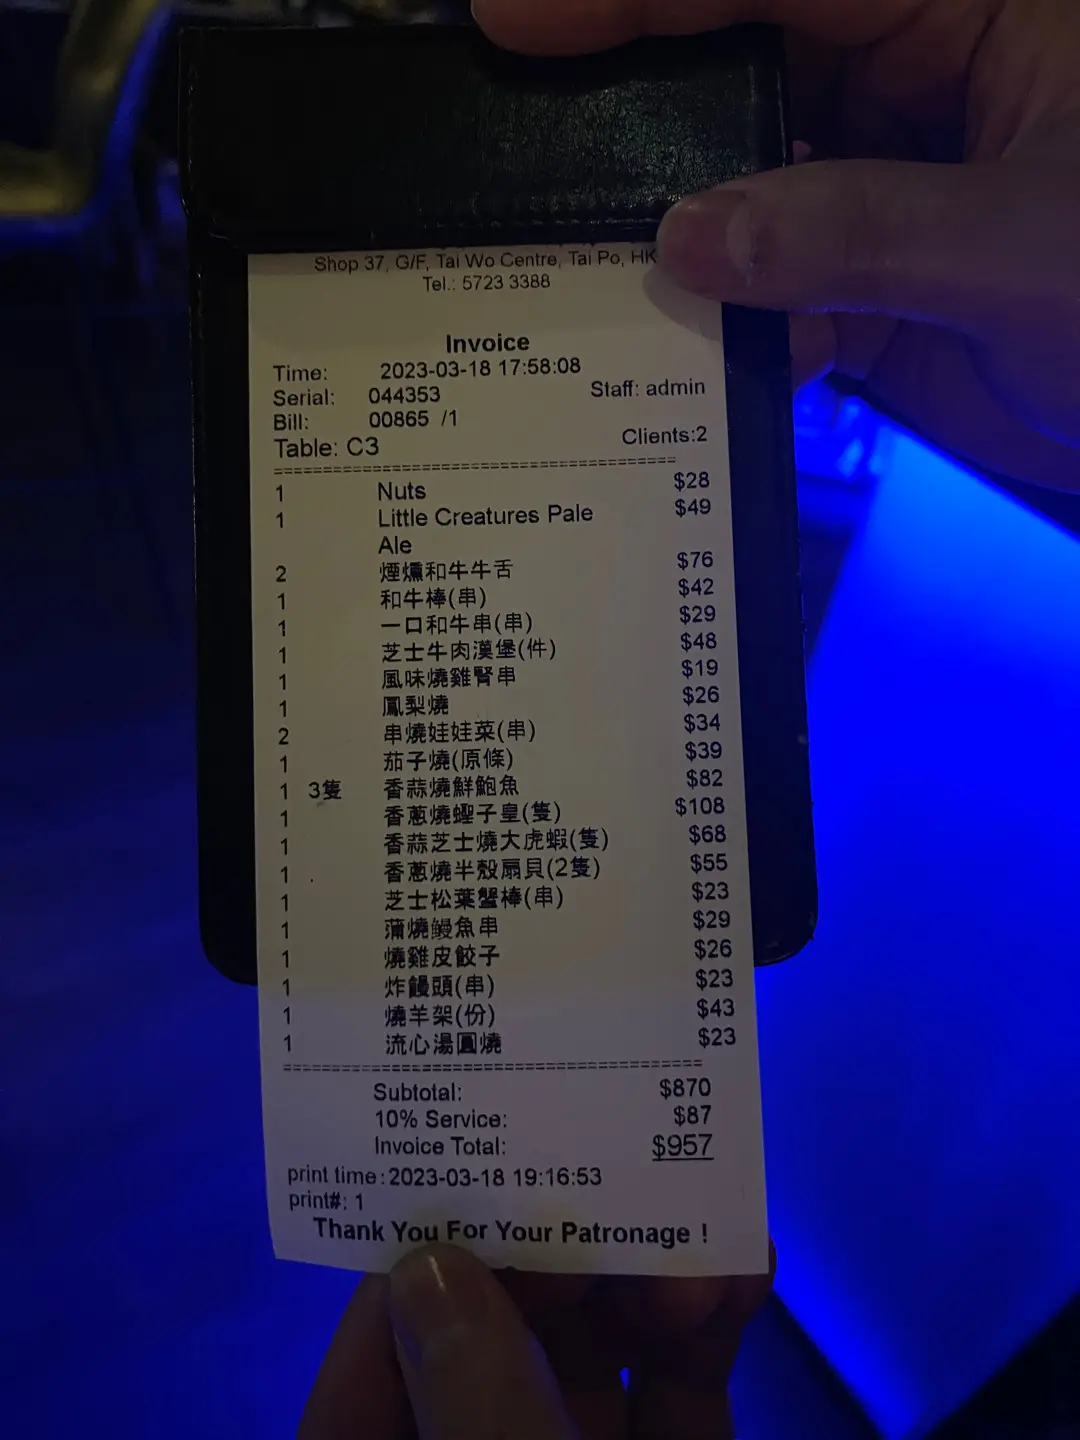 Shop 37, G/F, Tai Wo Centre, Tai Po, HK
Tel.: 5723 3388
Invoice
Time: 2023-03-18 17:58:08
Serial: 044353 Staff: admin
Bill: 00865 /1
Table: C3 Clients:2
1 Nuts $28
1 Little Creatures Pale $49
Ale
2 煙燻和牛牛舌 $76
1 和牛棒(串) $42
1 一口和牛串(串) $29
1 芝士牛肉漢堡(件) $48
1 風味燒雞腎串 $19
1 鳳梨燒 $26
2 串燒娃娃菜(串) $34
1 茄子燒(原條) $39
1 3隻 香蒜燒鮮鮑魚 $82
1 香蔥燒蟶子皇(隻) $108
1 香蒜芝士燒大虎蝦(隻) $68
1 香蔥燒半殼扇貝(2隻) $55
1 芝士松葉蟹棒(串) $23
1 蒲燒鰻魚串 $29
1 燒雞皮餃子 $26
1 炸饅頭(串) $23
1 燒羊架(份) $43
1 流心湯圓燒 $23
Subtotal: $870
10% Service: $87
Invoice Total: $957
print time:2023-03-18 19:16:53
print#: 1
Thank You For Your Patronage !